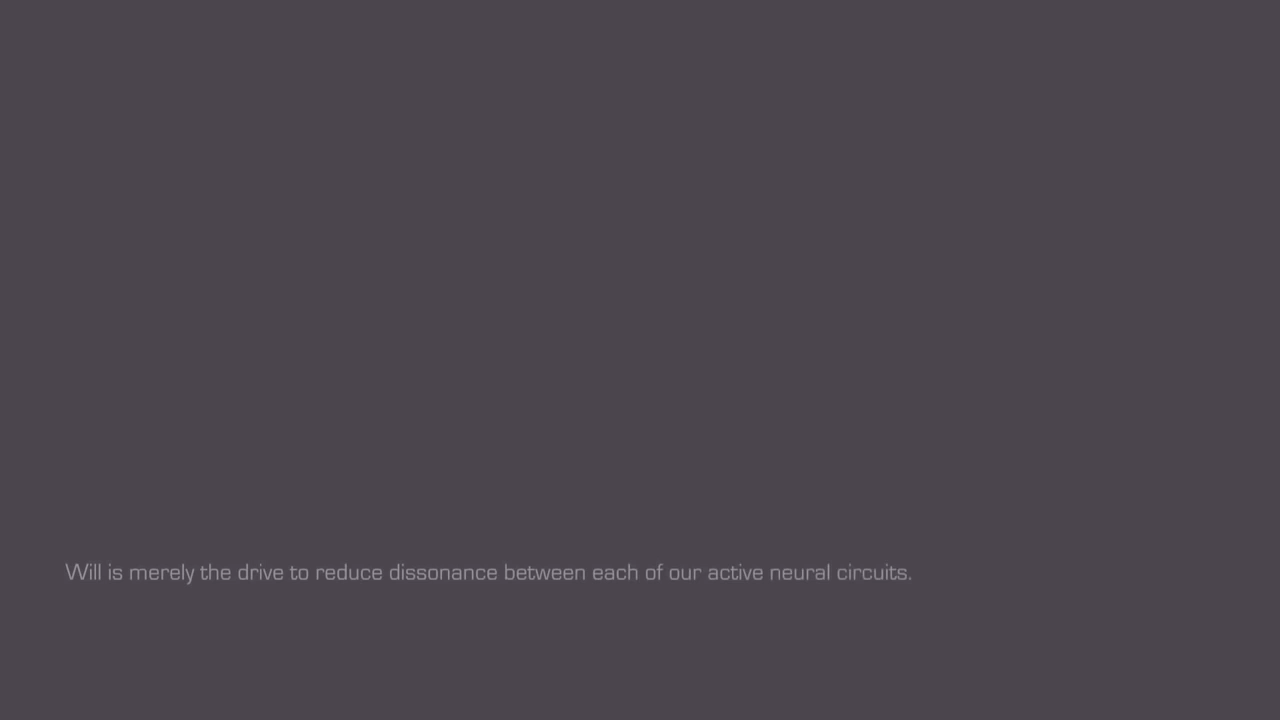 Will is merely the drive to reduce dissonance between each of our active neural circuits.